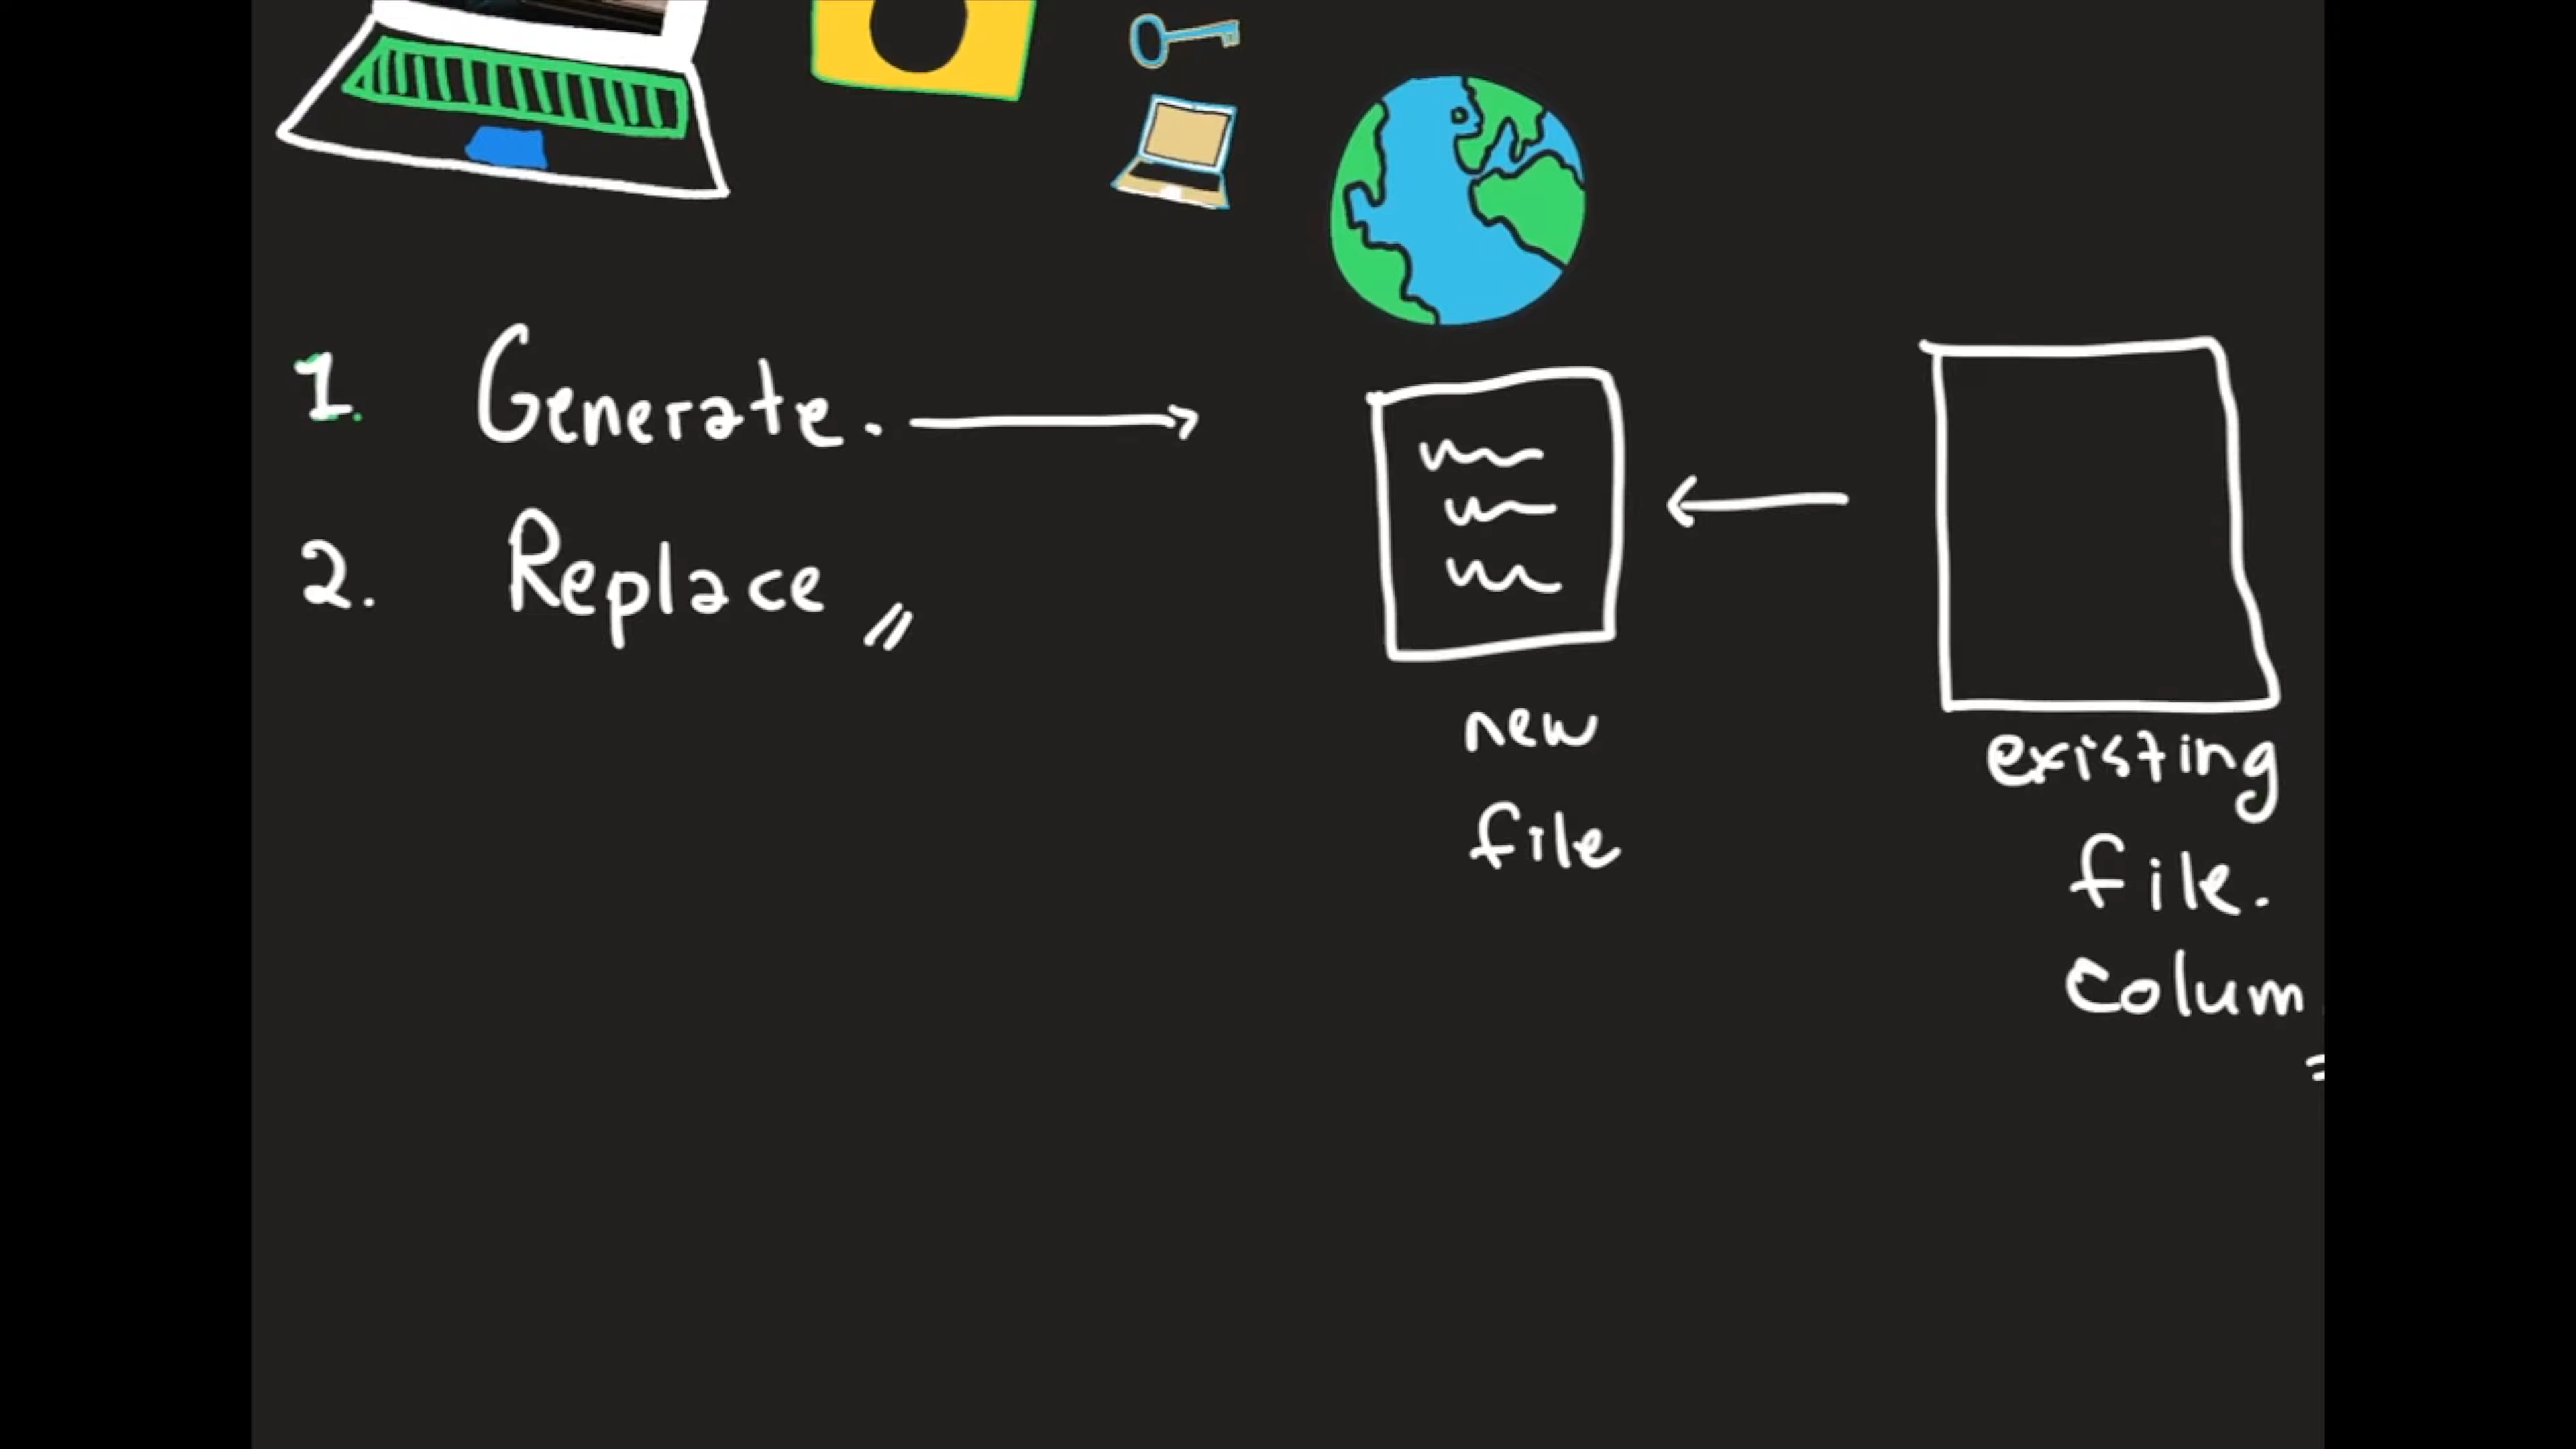 1. Generate.
2. Replace
new
file
existing
file.
colum